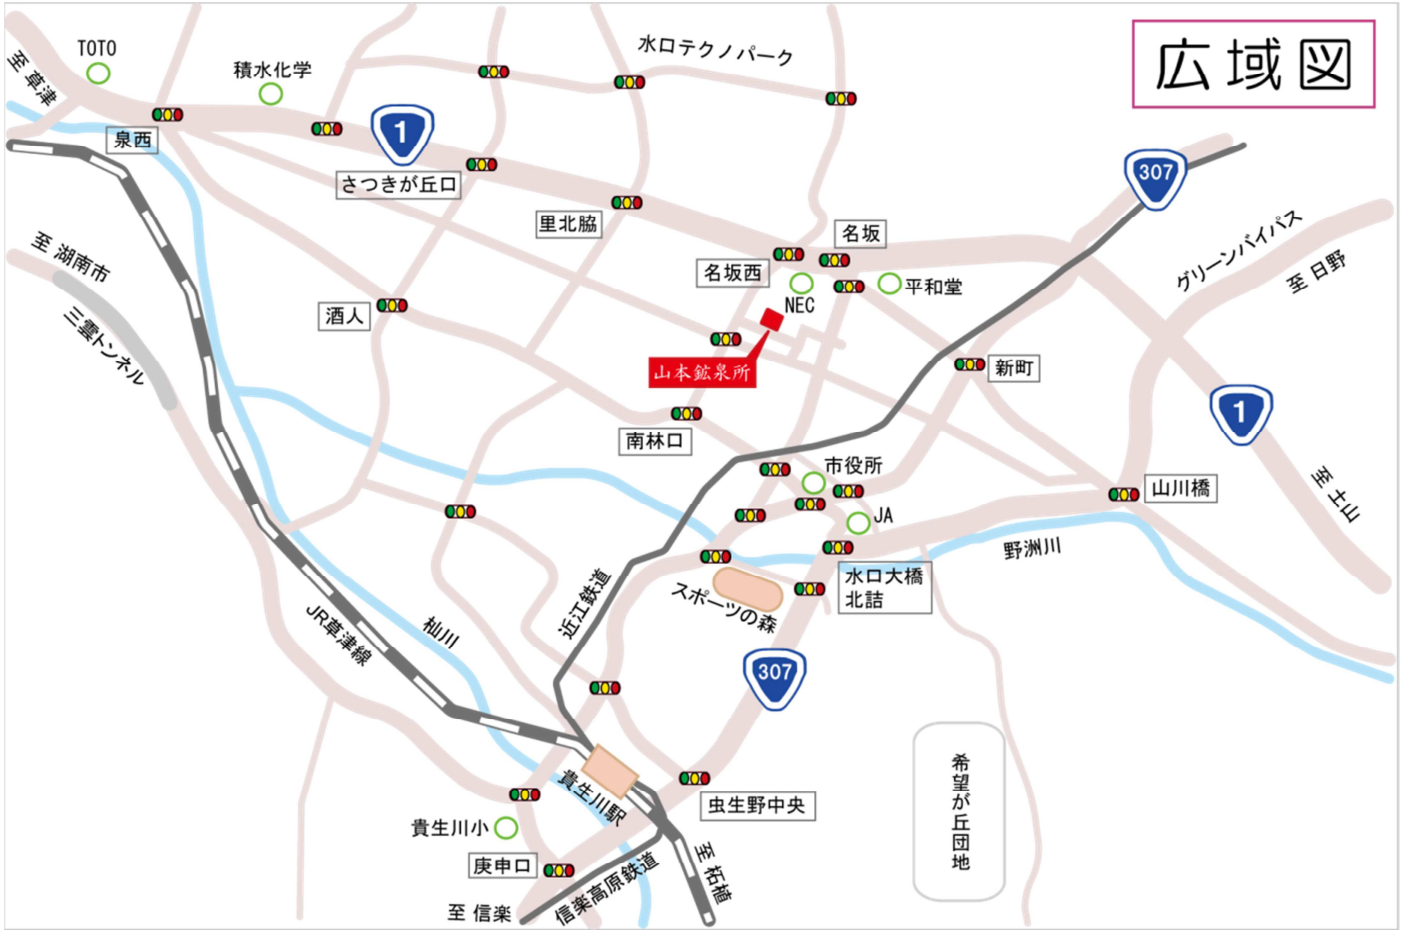 広域図
TOTO
積水化学
水口テクノパーク
至 草津
泉西
1
さつきが丘口
里北脇
307
名坂
名坂西
NEC
平和堂
グリーンバイパス
至 日野
至 湖南市
三雲トンネル
酒人
山本鉱泉所
新町
1
南林口
市役所
JA
山川橋
至 土山
野洲川
水口大橋
北詰
スポーツの森
近江鉄道
杣川
JR草津線
307
希望が丘団地
貴生川駅
虫生野中央
貴生川小
庚申口
至 柘植
信楽高原鉄道
至 信楽